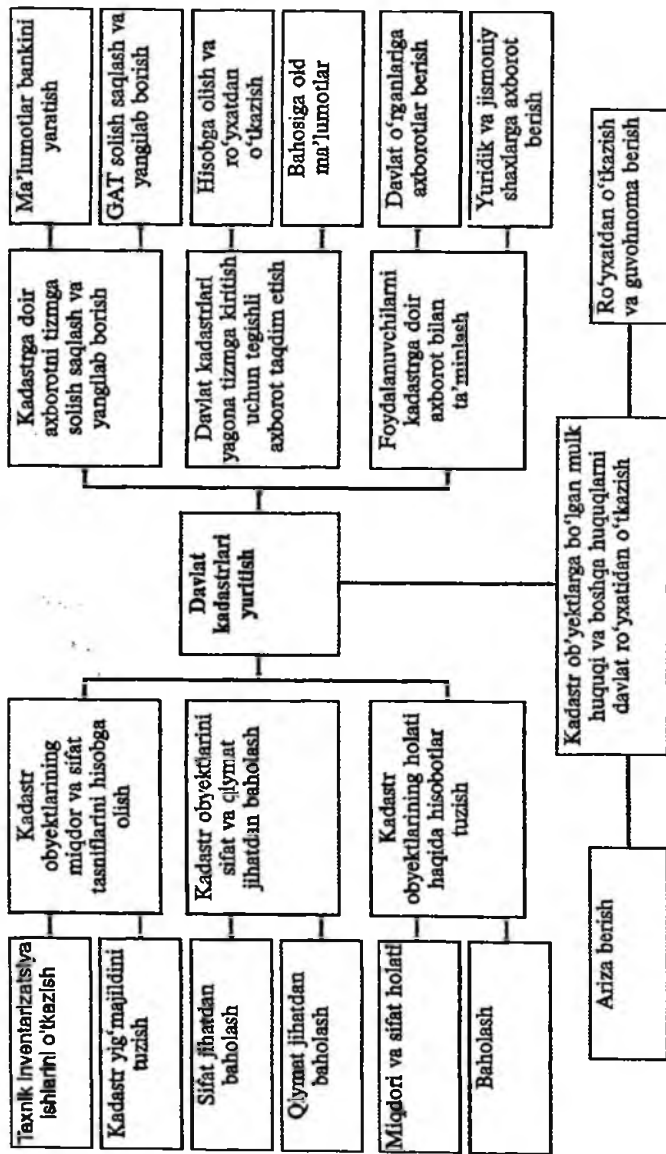 Texnik inventarizatsiya
ishlarini o'tkazish
Kadastr yig'majildini
tuzish
Sifat jihatdan
baholash
Qiymat jihatdan
baholash
Miqdori va sifat holati
Baholash
Kadastr
obyektlarining
miqdor va sifat
tasniflarini hisobga
olish
Kadastr obyektlarini
sifat va qiymat
jihatdan baholash
Kadastr
obyektlarining holati
haqida hisobotlar
tuzish
Davlat
kadastrlari
yuritish
Kadastrga doir
axborotni tizmga
solish saqlash va
yangilab borish
Davlat kadastrlari
yagona tizmga kiritish
uchun tegishli
axborot taqdim etish
Foydalanuvchilarni
kadastrga doir
axborot bilan
ta'minlash
Ma'lumotlar bankini
yaratish
GAT solish saqlash va
yangilab borish
Hisobga olish va
ro'yxatdan
o'tkazish
Bahosiga oid
ma'lumotlar
Davlat o'rganlariga
axborotlar berish
Yuridik va jismoniy
shaxlarga axborot
berish
Ariza berish
Kadastr ob'yektlarga bo'lgan mulk
huquqi va boshqa huquqlarni
davlat ro'yxatidan o'tkazish
Ro'yxatdan o'tkazish
va guvohnoma berish